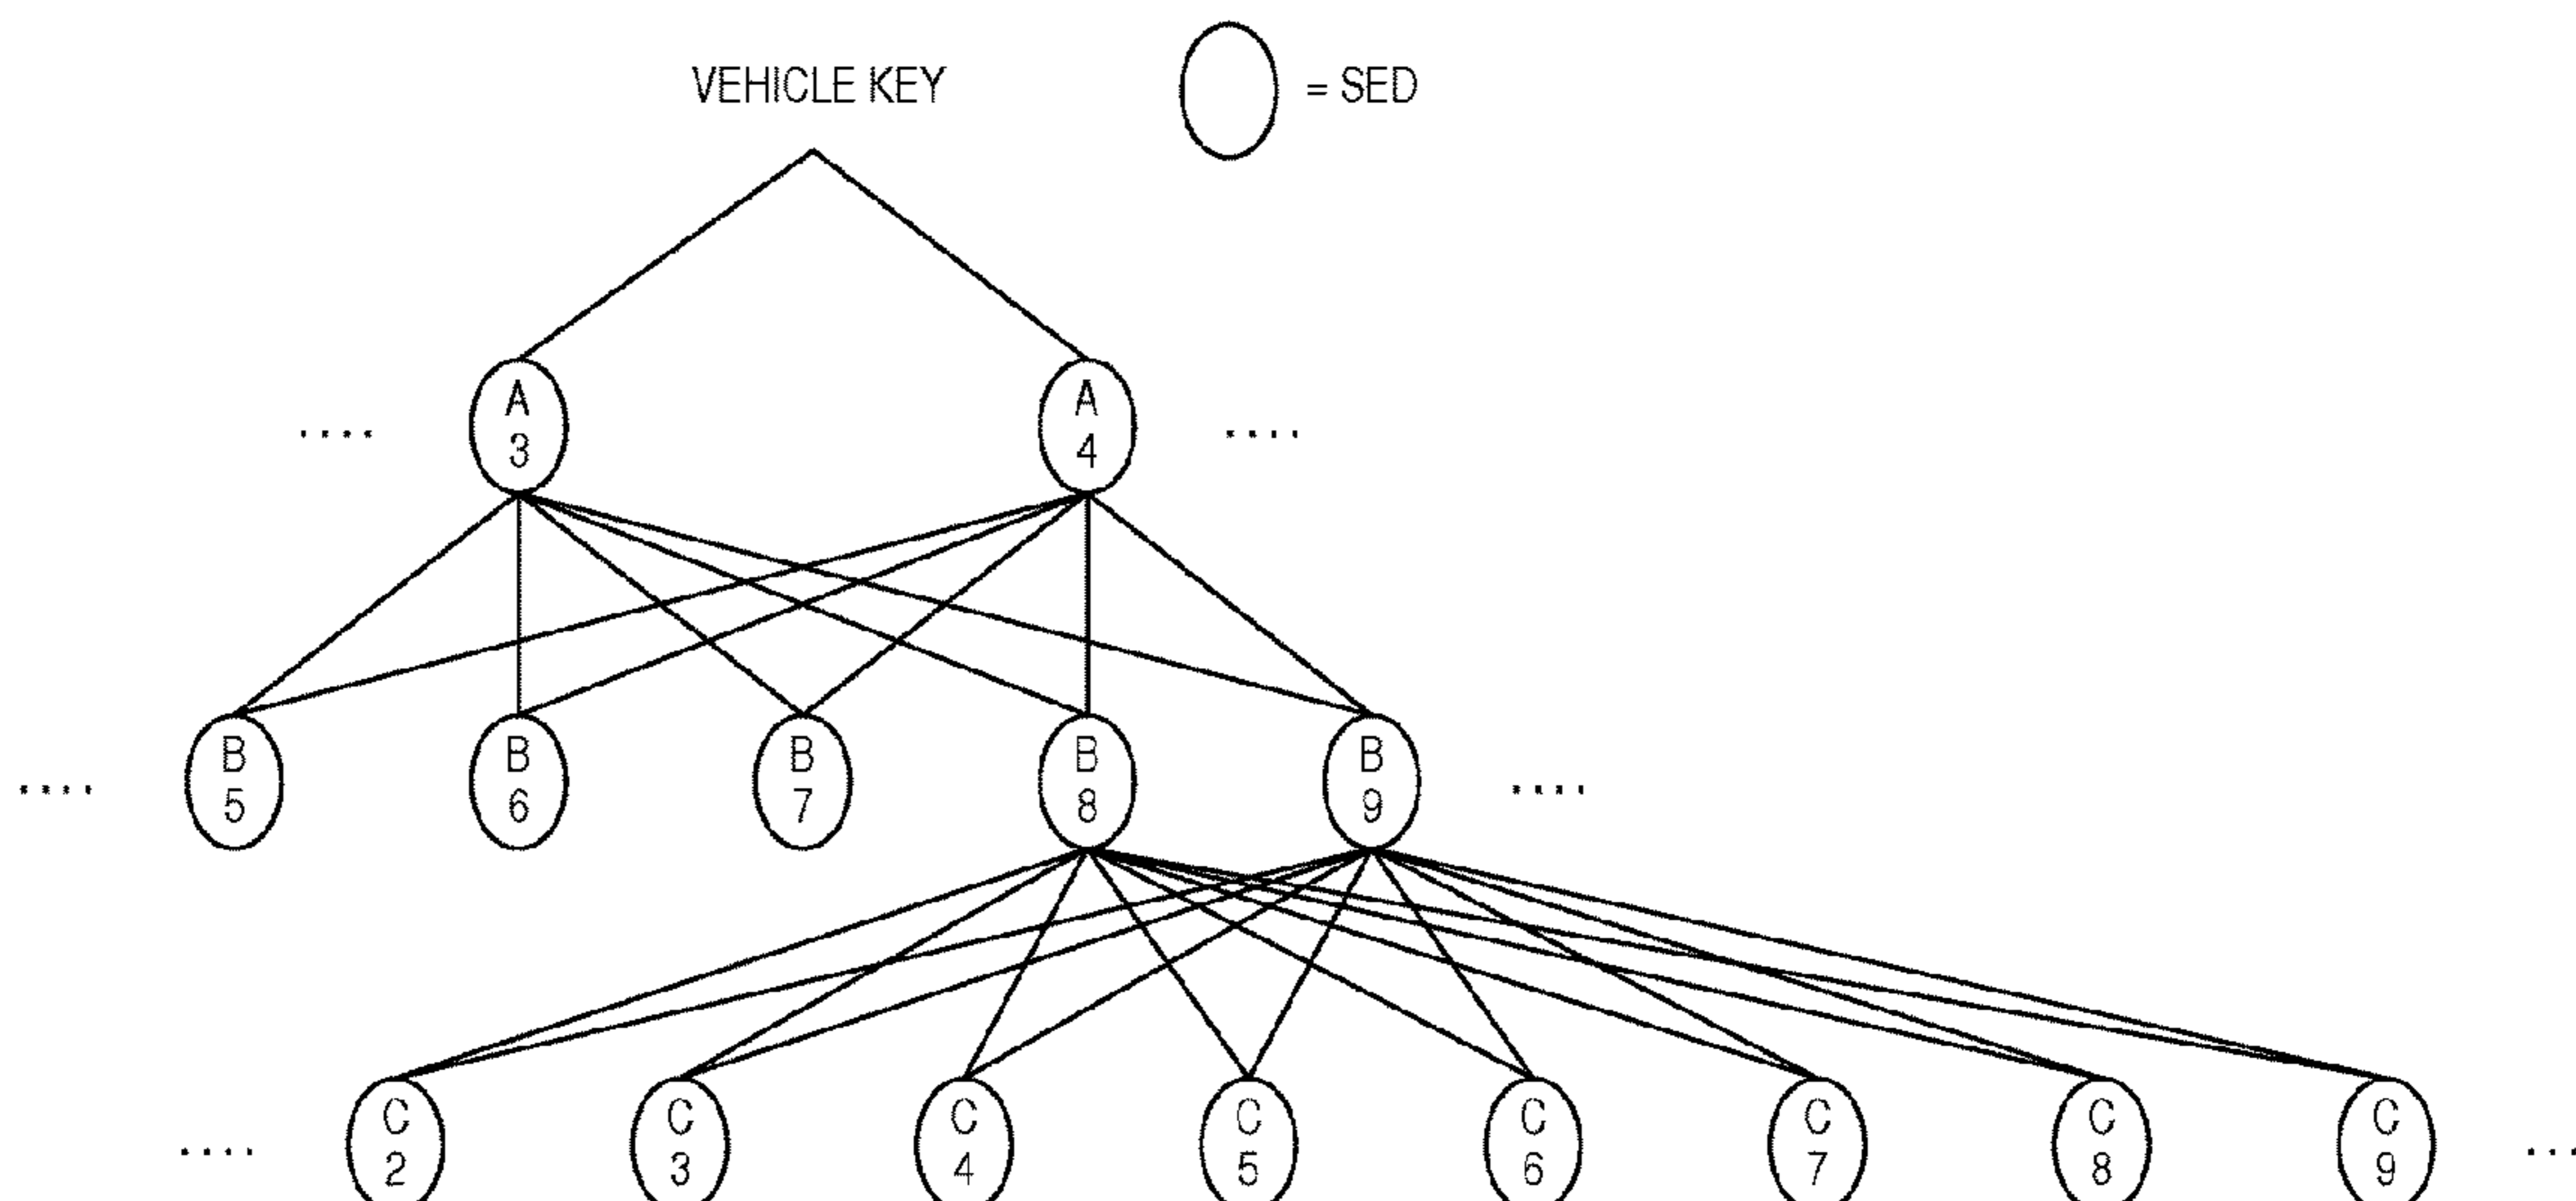 VEHICLE KEY
= SED
.... A A ....
3 4
.... B B B B B ....
5 6 7 8 9
.... C C C C C C C C ...
2 3 4 5 6 7 8 9